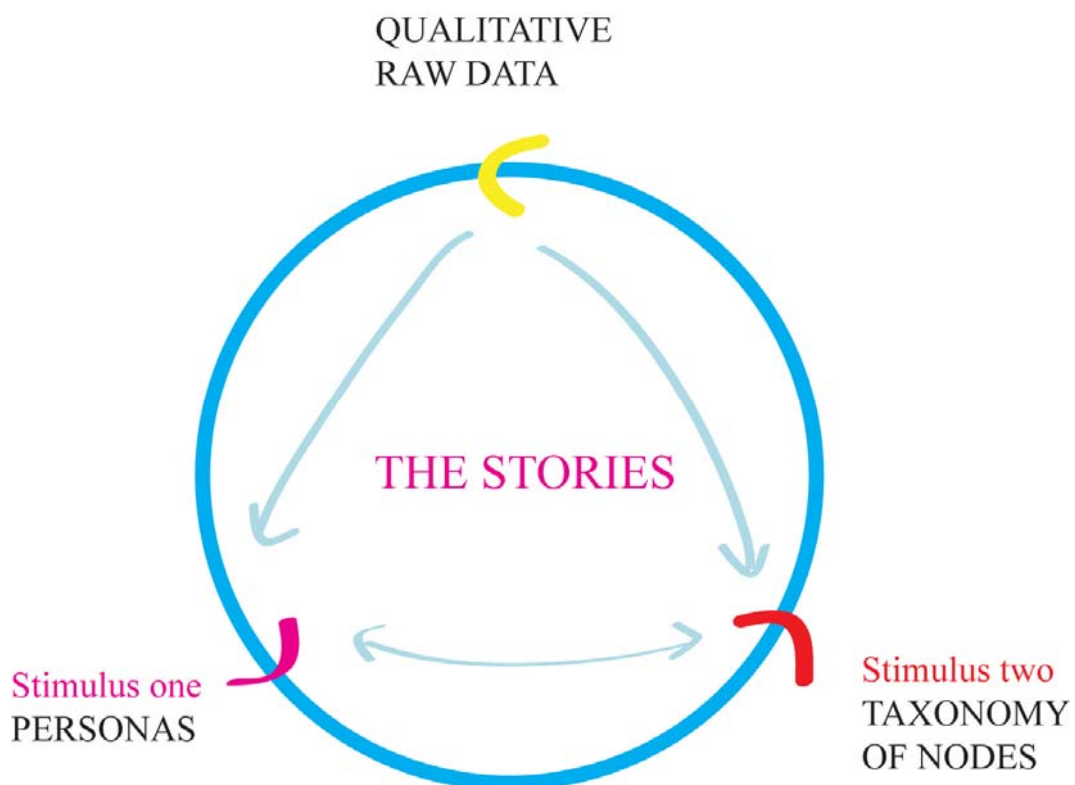 QUALITATIVE
RAW DATA
THE STORIES
Stimulus one
PERSONAS
Stimulus two
TAXONOMY
OF NODES